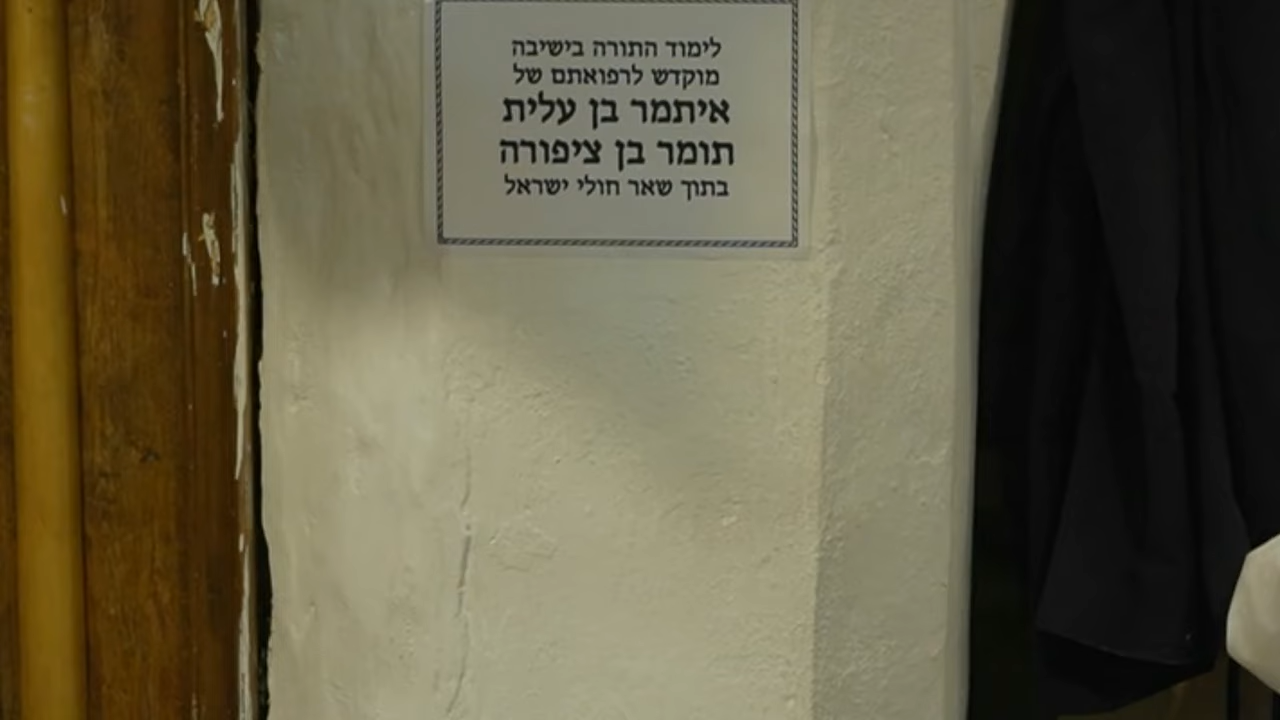 לימוד התורה בישיבה
מוקדש לרפואתם של
איתמר בן עלית
תומר בן ציפורה
בתוך שאר חולי ישראל